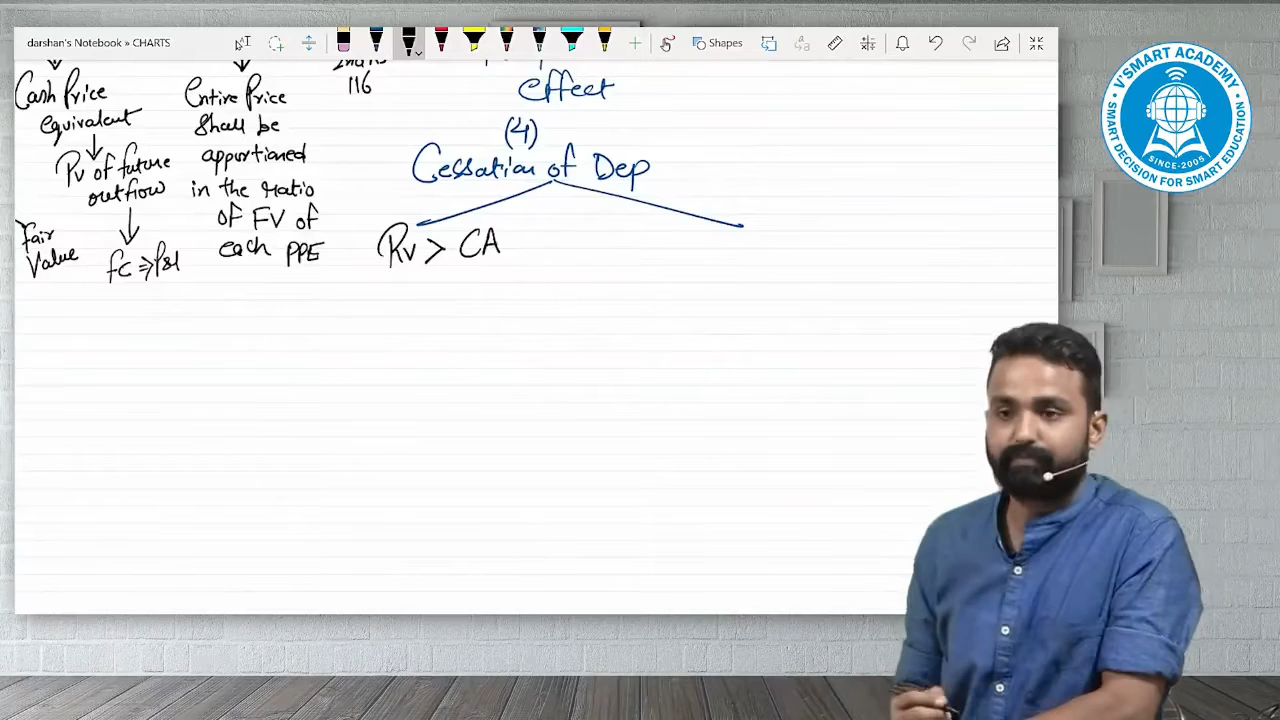 darshan's Notebook » CHARTS
Shapes
Cash Price
equivalent
Pv of future
outflow
Fair
Value
fc ⇒ P&l
Entire Price
Shall be
apportioned
in the ratio
of FV of
each PPE
116
effect
(4)
Cessation of Dep
Rv > CA
V'SMART ACADEMY
SINCE-2005
SMART DECISION FOR SMART EDUCATION